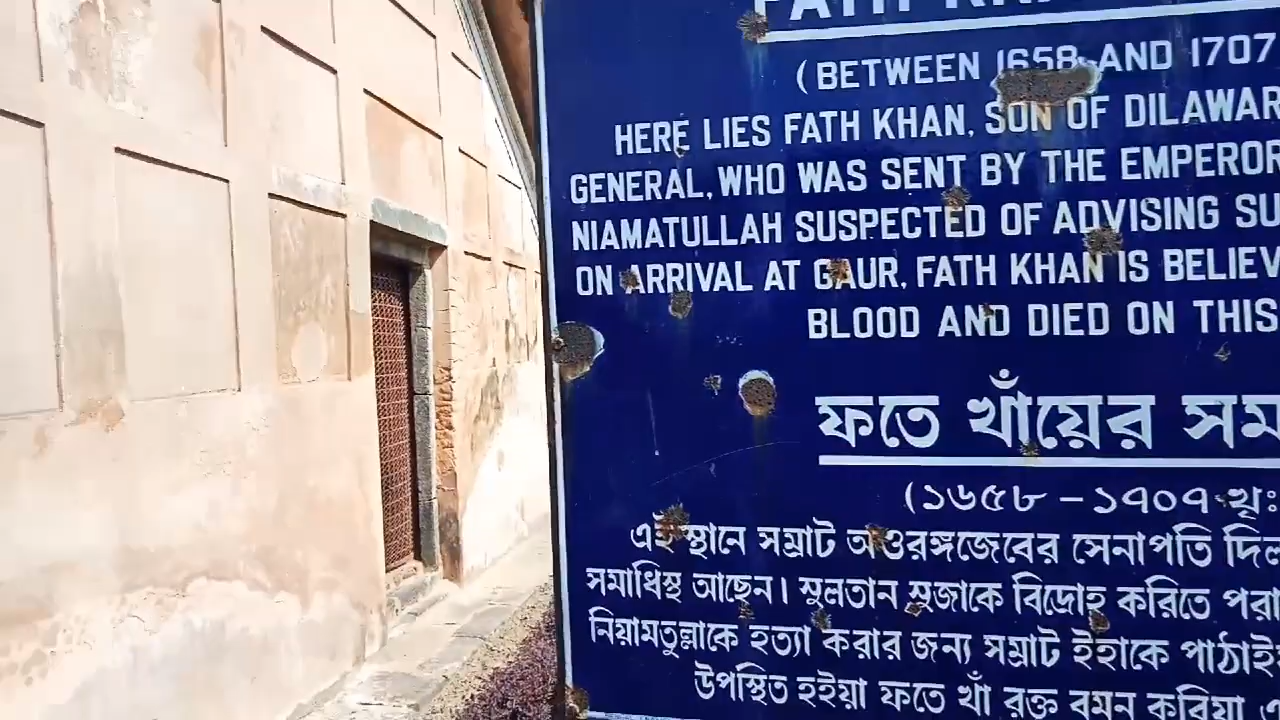 FATH KHA
(BETWEEN 1658 AND 1707
HERE LIES FATH KHAN, SON OF DILAWAR
GENERAL, WHO WAS SENT BY THE EMPEROR
NIAMATULLAH SUSPECTED OF ADVISING SU
ON ARRIVAL AT GAUR, FATH KHAN IS BELIEV
BLOOD AND DIED ON THIS
ফতে খাঁয়ের সম
(১৬৫৮ – ১৭০৭ খৃঃ
এই স্থানে সম্রাট অওরঙ্গজেবের সেনাপতি দিল
সমাধিস্থ আছেন। সুলতান সুজাকে বিদ্রোহ করিতে পরা
নিয়ামতুল্লাকে হত্যা করার জন্য সম্রাট ইহাকে পাঠাই
উপস্থিত হইয়া ফতে খাঁ রক্ত বমন করিয়া এ